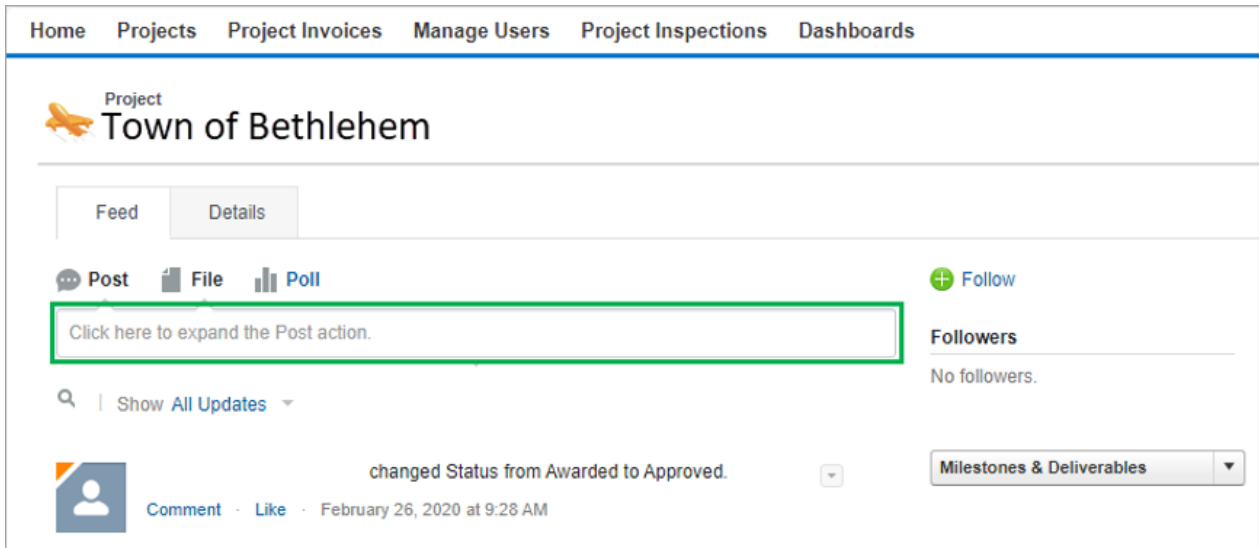 Home Projects Project Invoices Manage Users Project Inspections Dashboards
Project
Town of Bethlehem
Feed Details
Post File Poll
Follow
Click here to expand the Post action.
Followers
No followers.
Show All Updates
changed Status from Awarded to Approved.
Milestones & Deliverables
Comment · Like · February 26, 2020 at 9:28 AM